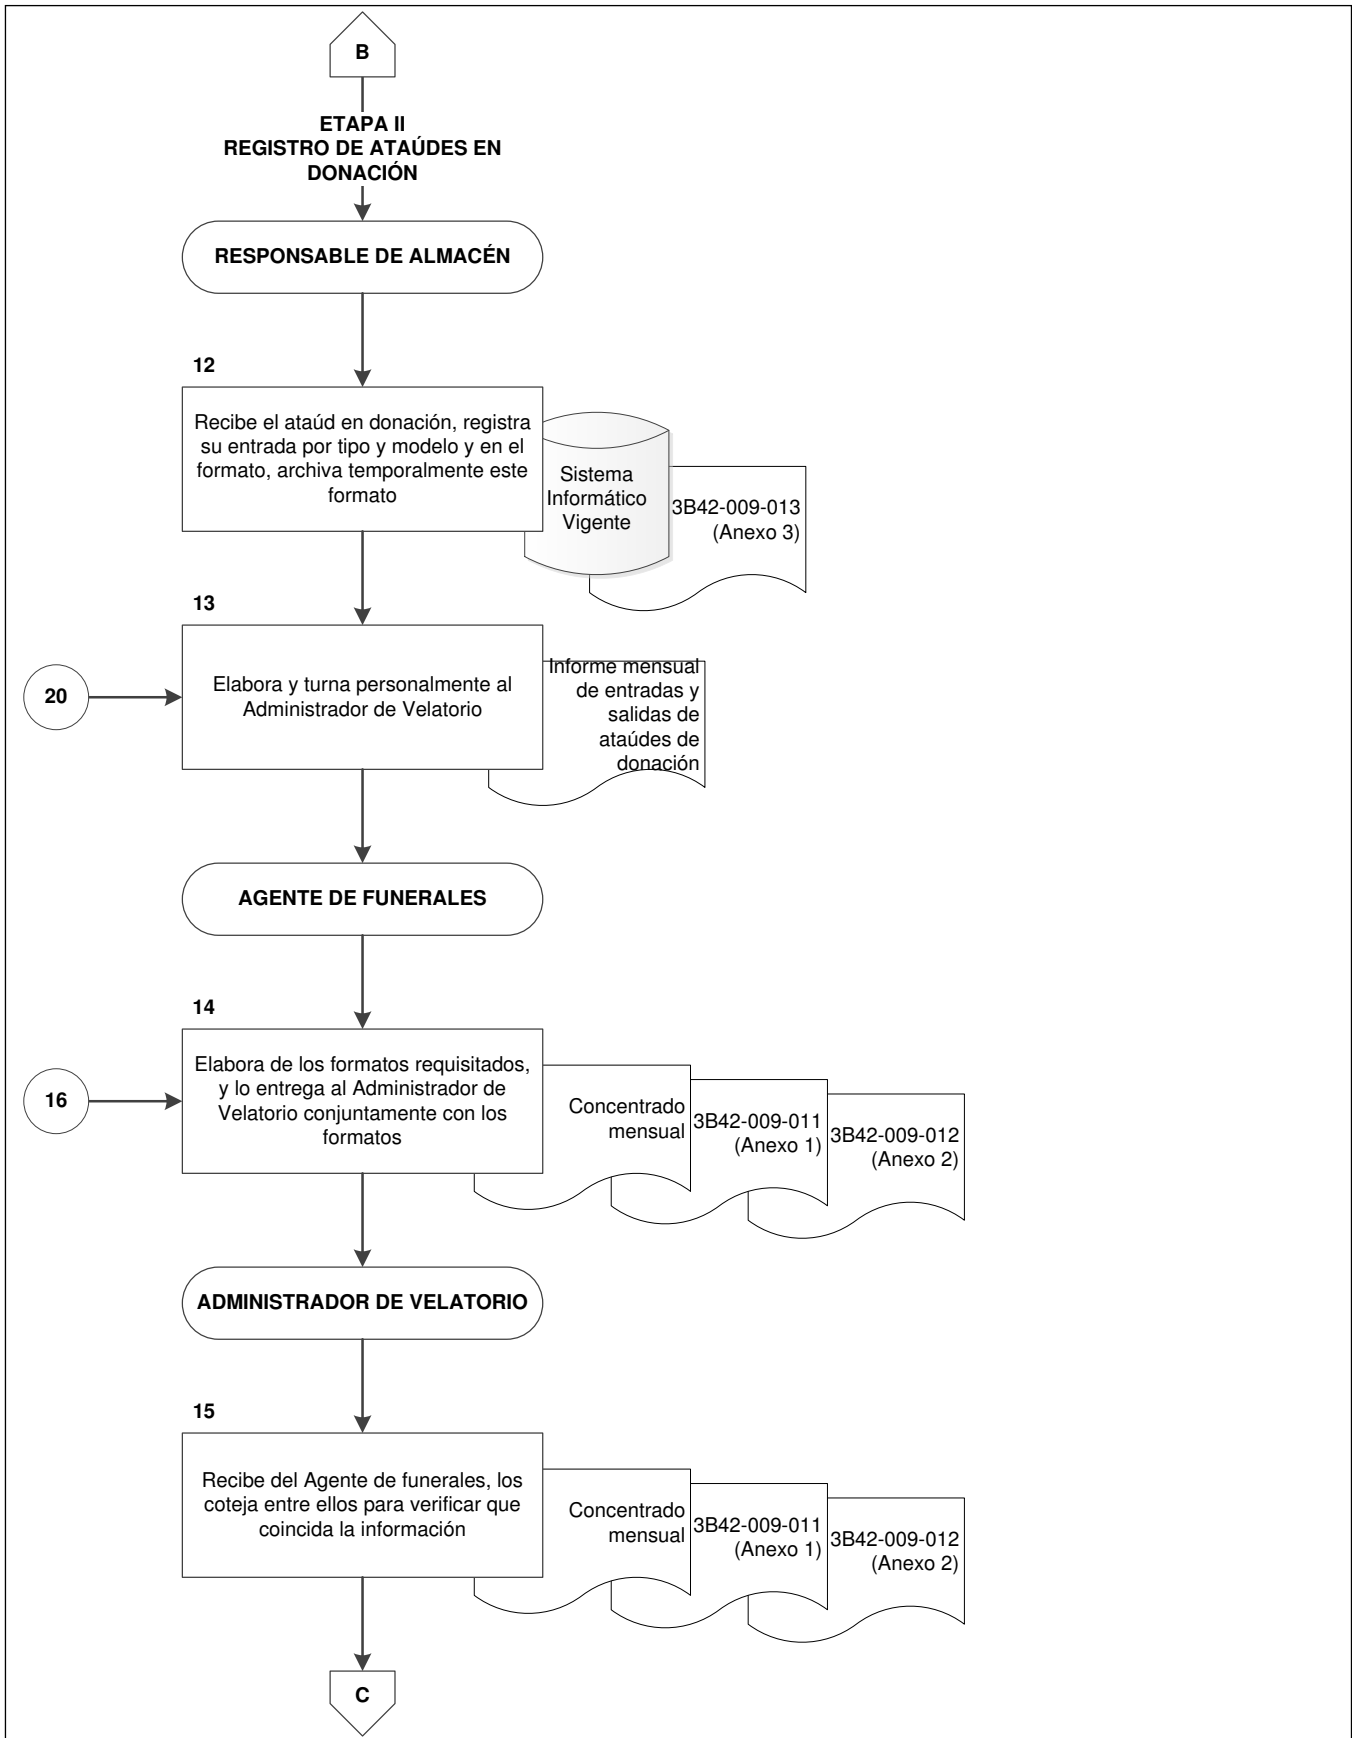 B
ETAPA II
REGISTRO DE ATAÚDES EN
DONACIÓN
RESPONSABLE DE ALMACÉN
12
Recibe el ataúd en donación, registra
su entrada por tipo y modelo y en el
formato, archiva temporalmente este
formato
Sistema
Informático
Vigente
3B42-009-013
(Anexo 3)
13
20
Elabora y turna personalmente al
Administrador de Velatorio
Informe mensual
de entradas y
salidas de
ataúdes de
donación
AGENTE DE FUNERALES
14
16
Elabora de los formatos requisitados,
y lo entrega al Administrador de
Velatorio conjuntamente con los
formatos
Concentrado
mensual
3B42-009-011
(Anexo 1)
3B42-009-012
(Anexo 2)
ADMINISTRADOR DE VELATORIO
15
Recibe del Agente de funerales, los
coteja entre ellos para verificar que
coincida la información
Concentrado
mensual
3B42-009-011
(Anexo 1)
3B42-009-012
(Anexo 2)
C